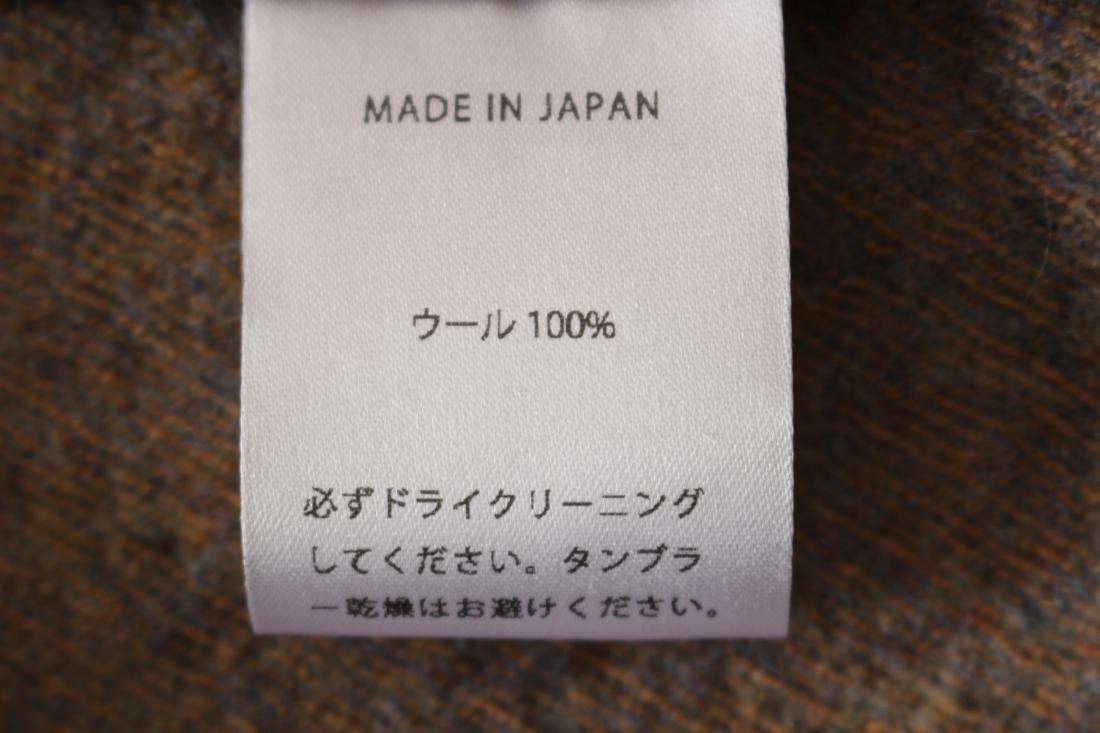 MADE IN JAPAN
ウール 100%
必ずドライクリーニング
してください。タンブラ
ー乾燥はお避けください。